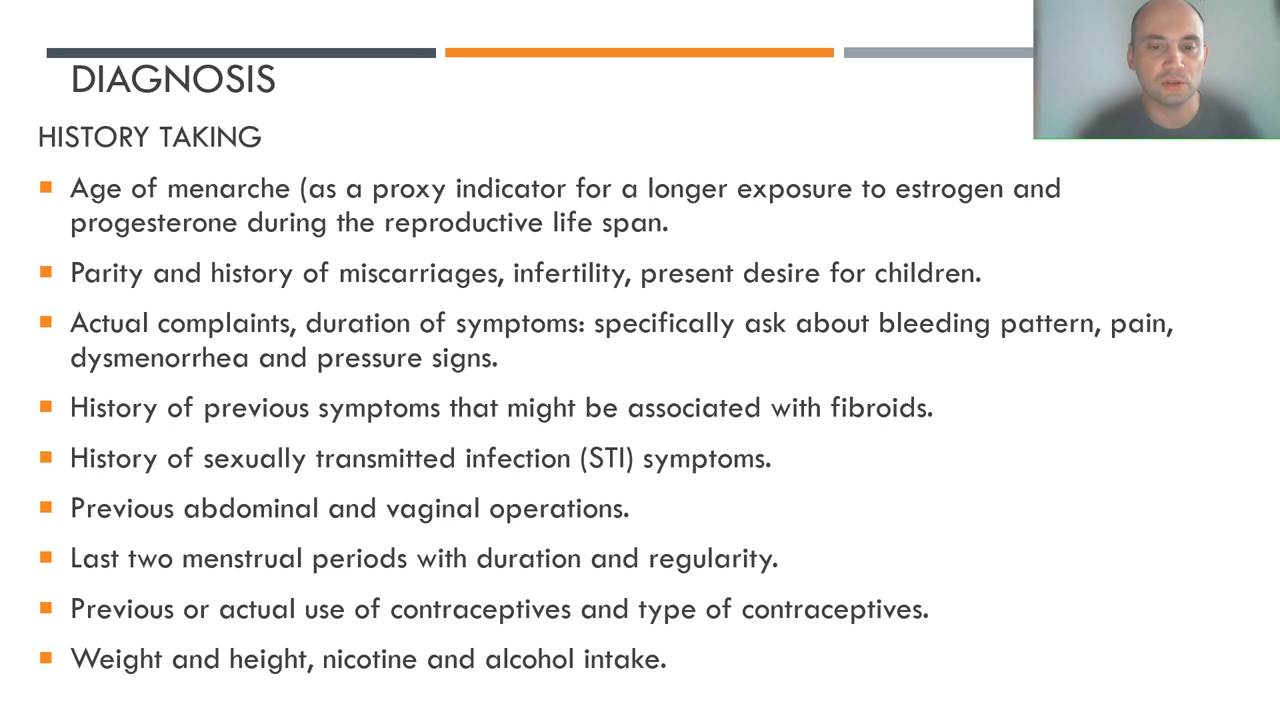 DIAGNOSIS
HISTORY TAKING
Age of menarche (as a proxy indicator for a longer exposure to estrogen and
progesterone during the reproductive life span.
Parity and history of miscarriages, infertility, present desire for children.
Actual complaints, duration of symptoms: specifically ask about bleeding pattern, pain,
dysmenorrhea and pressure signs.
History of previous symptoms that might be associated with fibroids.
History of sexually transmitted infection (STI) symptoms.
Previous abdominal and vaginal operations.
Last two menstrual periods with duration and regularity.
Previous or actual use of contraceptives and type of contraceptives.
Weight and height, nicotine and alcohol intake.